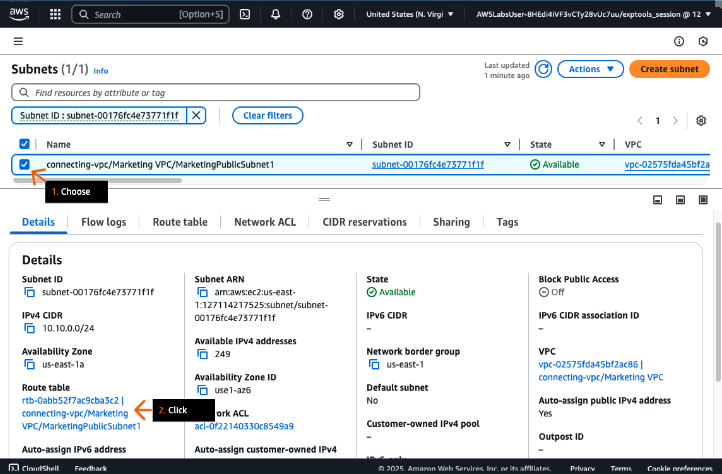 aws
Search [Option+S] United States (N. Virgi AWSLabsUser-8HEdi4iVF3vCTy28vUc7uu/exptools_session @ 12
Subnets (1/1) Info
Last updated
1 minute ago
Actions Create subnet
Find resources by attribute or tag
Subnet ID : subnet-00176fc4e73771f1f Clear filters
1
Name Subnet ID State VPC
connecting-vpc/Marketing VPC/MarketingPublicSubnet1 subnet-00176fc4e73771f1f Available vpc-02575fda45bf2a
1. Choose
Details Flow logs Route table Network ACL CIDR reservations Sharing Tags
Details
Subnet ID
subnet-00176fc4e73771f1f
IPv4 CIDR
10.10.0.0/24
Availability Zone
us-east-1a
Route table
rtb-0abb52f7ac9cba3c2 |
connecting-vpc/Marketing
VPC/MarketingPublicSubnet1
Auto-assign IPv6 address
2. Click
Subnet ARN
arn:aws:ec2:us-east-
1:127114217525:subnet/subnet-
00176fc4e73771f1f
Available IPv4 addresses
249
Availability Zone ID
use1-az6
ork ACL
acl-0f22140330c8549a9
Auto-assign customer-owned IPv4
State
Available
IPv6 CIDR
–
Network border group
us-east-1
Default subnet
No
Customer-owned IPv4 pool
–
Block Public Access
Off
IPv6 CIDR association ID
–
VPC
vpc-02575fda45bf2ac86 |
connecting-vpc/Marketing VPC
Auto-assign public IPv4 address
Yes
Outpost ID
–
CloudShell Feedback © 2025, Amazon Web Services, Inc. or its affiliates. Privacy Terms Cookie preferences